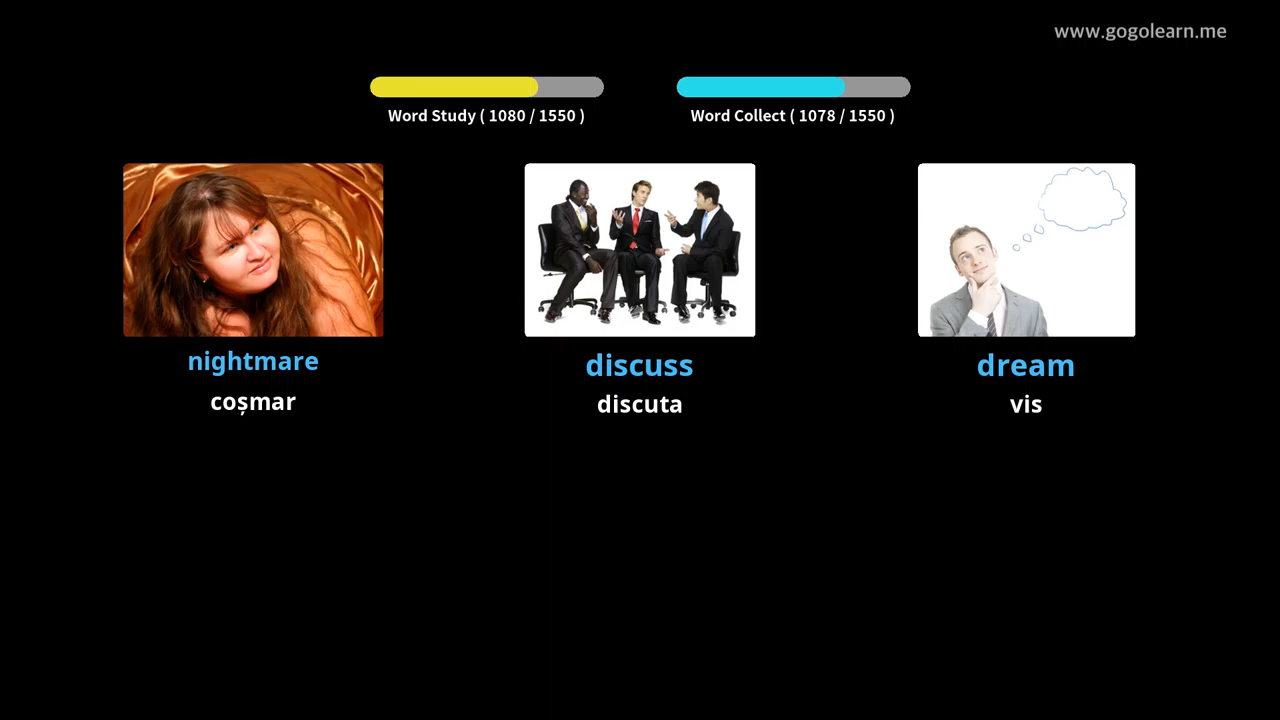 www.gogolearn.me
Word Study ( 1080 / 1550 )
Word Collect ( 1078 / 1550 )
nightmare
coșmar
discuss
discuta
dream
vis